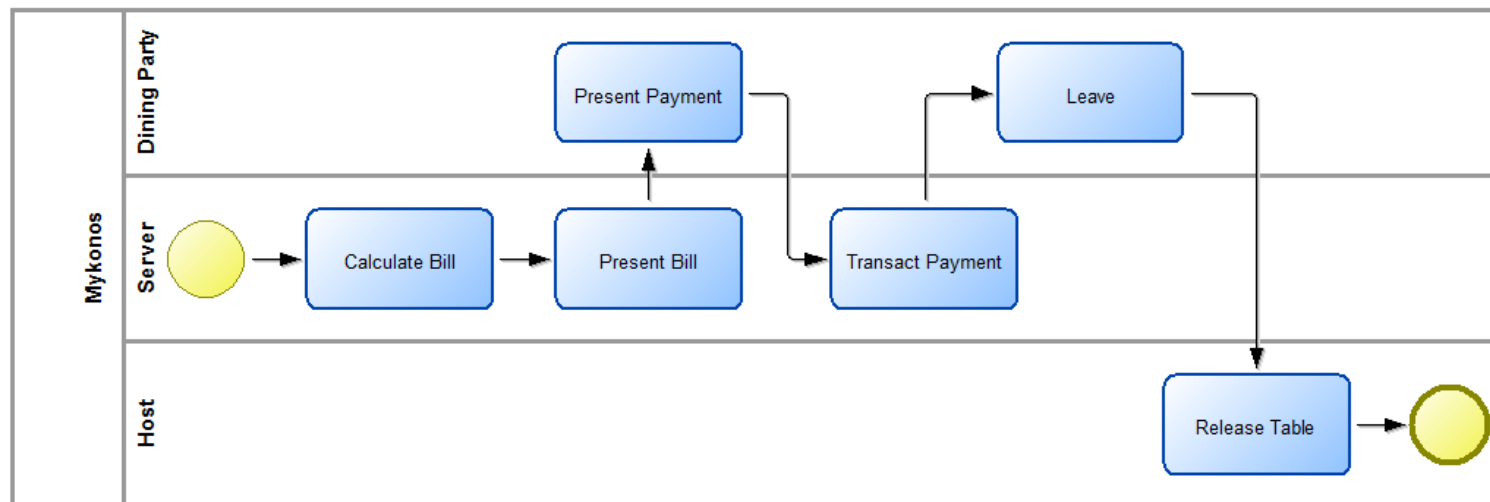 Mykonos
Dining Party
Present Payment
Leave
Server
Calculate Bill
Present Bill
Transact Payment
Host
Release Table